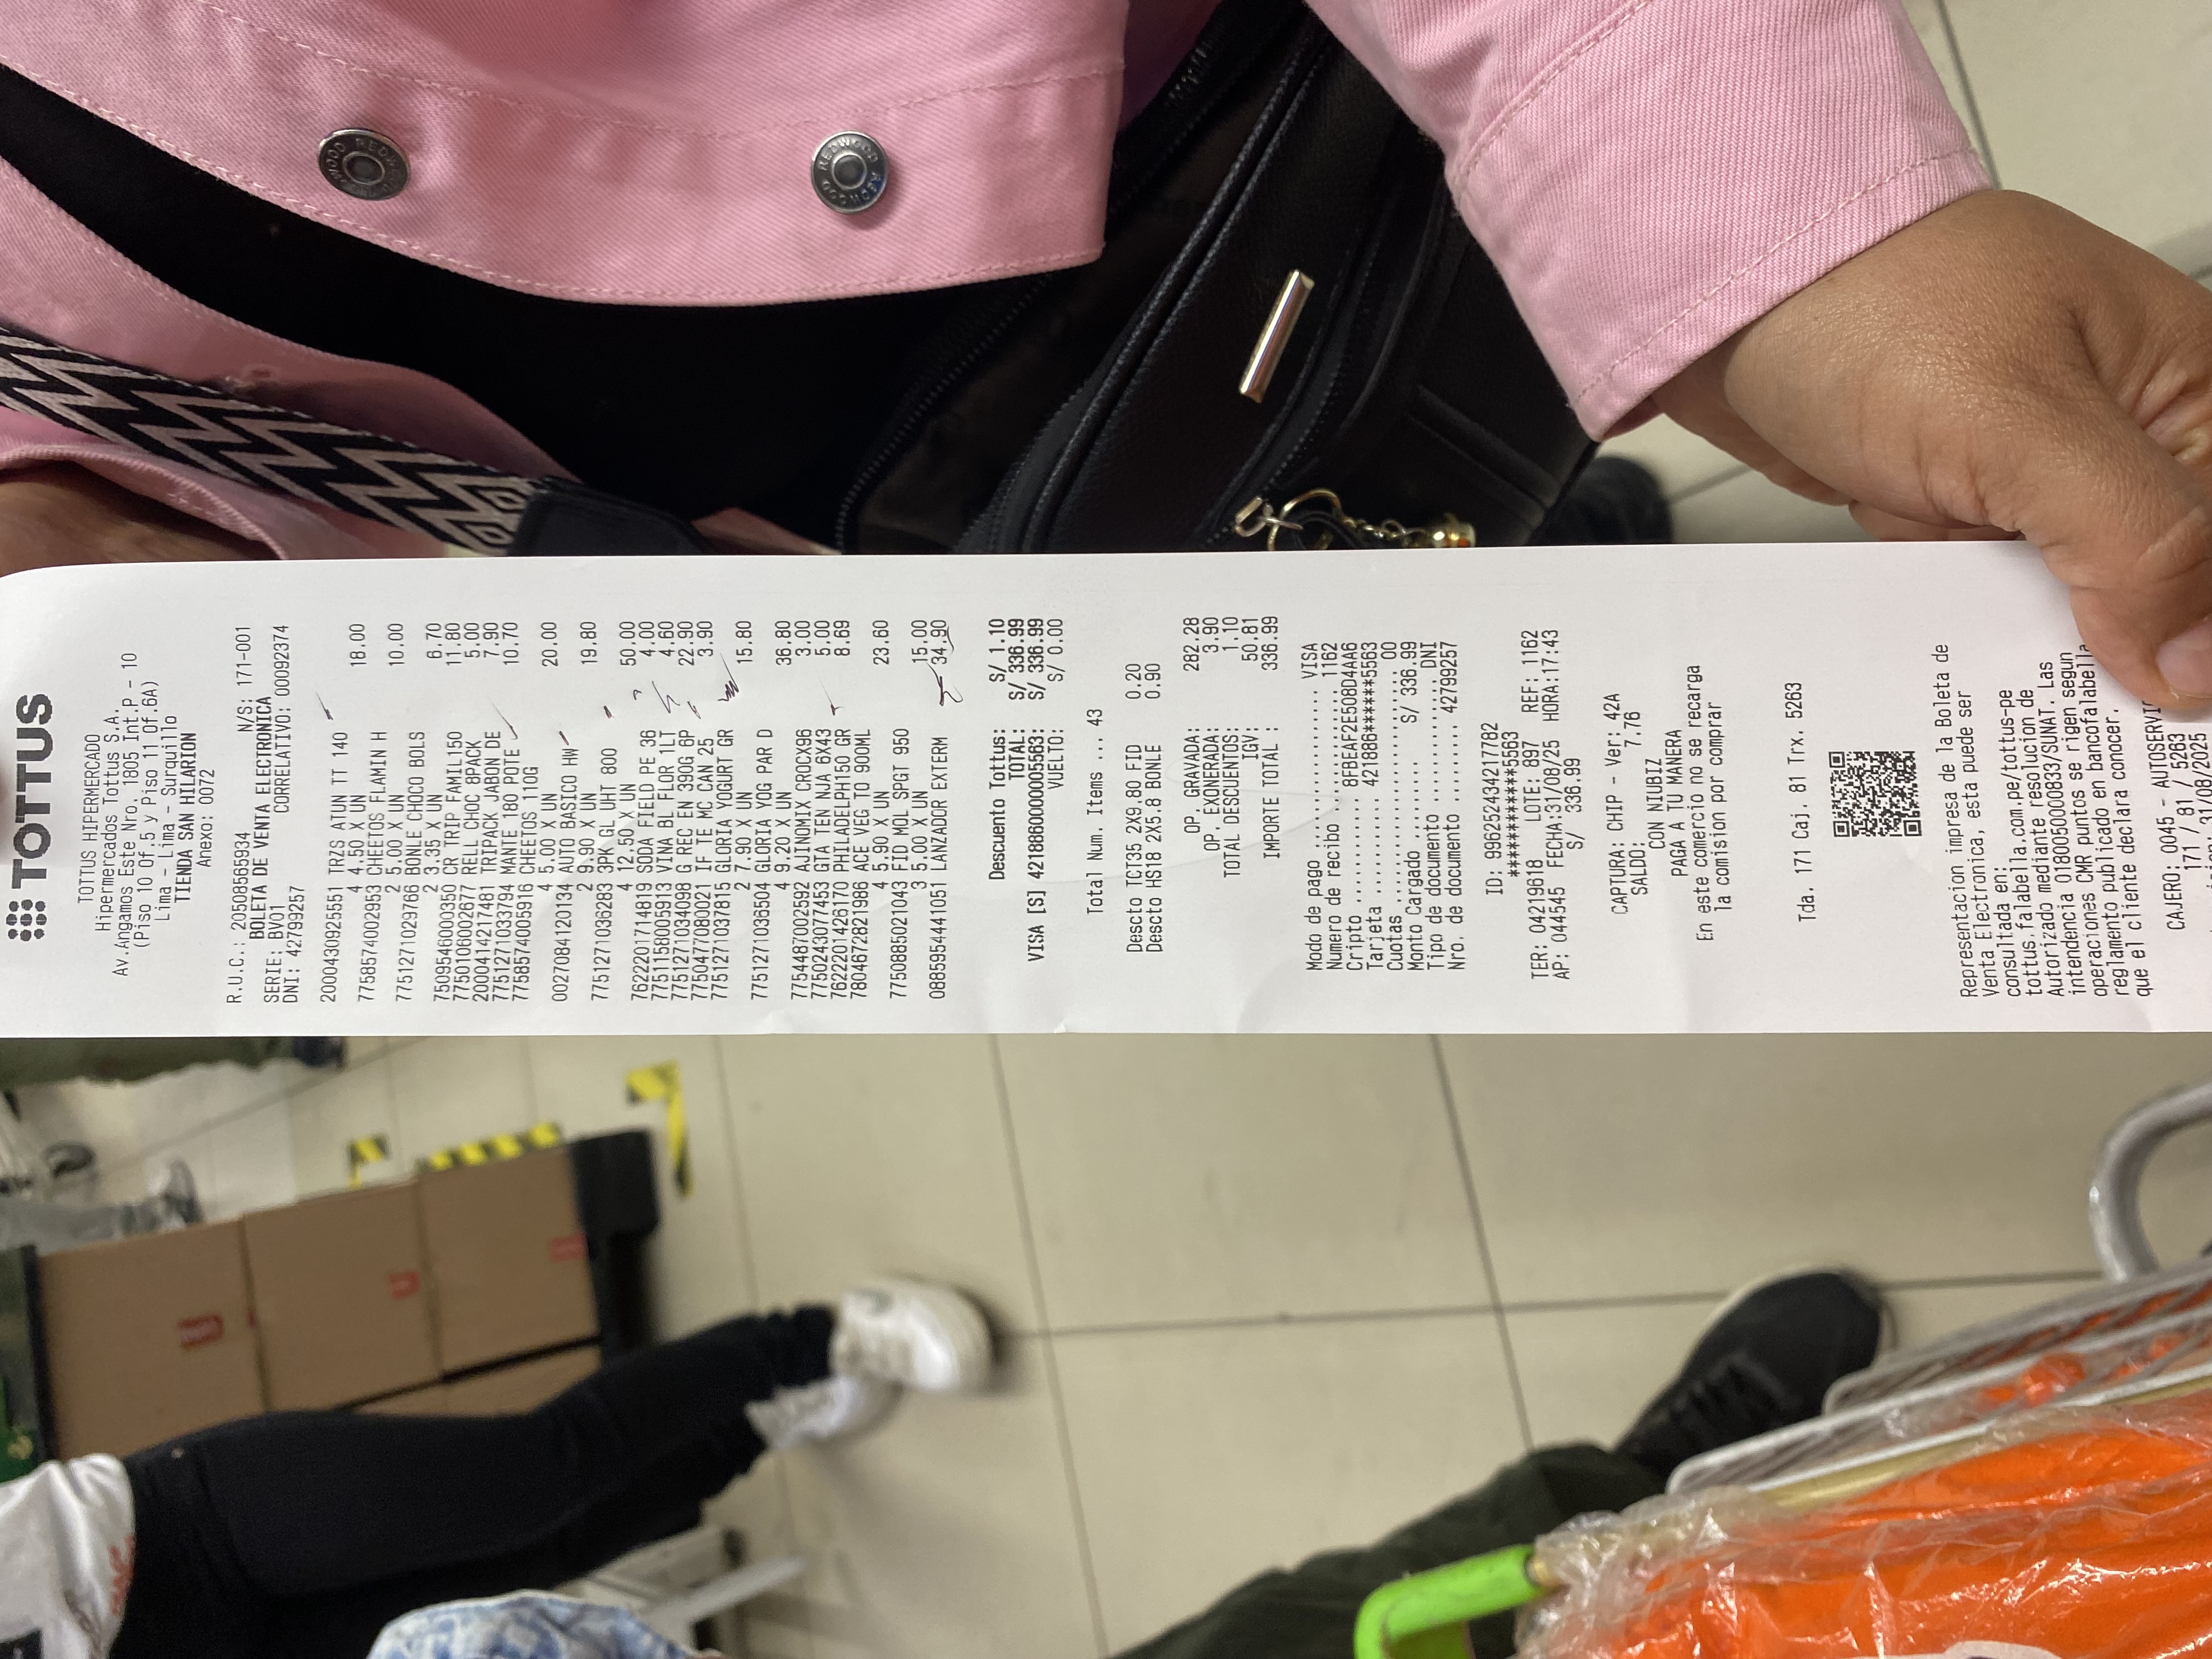 TOTTUS
TOTTUS HIPERMERCADO
Hipermercados Tottus S.A.
Av.Angamos Este Nro. 1805 Int.P - 10
(Piso 10 Of.5 y Piso 11 Of.6A)
Lima - Lima - Surquillo
TIENDA SAN HILARION
Anexo: 0072
R.U.C.: 20508565934 N/S: 171-001
BOLETA DE VENTA ELECTRONICA
SERIE: BV01 CORRELATIVO: 00092374
DNI: 42799257
2000430925551 TRZS ATUN TT 140
4 4.50 X UN 18.00
7758574002953 CHEETOS FLAMIN H
2 5.00 X UN 10.00
7751271029766 BONLE CHOCO BOLS
2 3.35 X UN 6.70
7509546000350 CR TRIP FAMIL150 11.80
7750106002677 RELL CHOC 8PACK 5.00
2000414217481 TRIPACK JABON DE 7.90
7751271033794 MANTE 180 POTE 10.70
7758574005916 CHEETOS 110G
4 5.00 X UN 20.00
0027084120134 AUTO BASICO HW
2 9.90 X UN 19.80
7751271036283 3PK GL UHT 800
4 12.50 X UN 50.00
7622201714819 SODA FIELD PE 36 4.00
7751158005913 VINA BL FLOR 1LT 4.60
7751271034098 G REC EN 390G 6P 22.90
7750477080021 IF TE MC CAN 25 3.90
7751271037815 GLORIA YOGURT GR
2 7.90 X UN 15.80
7751271036504 GLORIA YOG PAR D
4 9.20 X UN 36.80
7754487002592 AJINOMIX CROCX96 3.00
7750243077453 GTA TEN NJA 6X43 5.00
7622201426170 PHILADELPH150 GR 8.69
7804672821986 ACE VEG TO 900ML
4 5.90 X UN 23.60
7750885021043 FID MOL SPGT 950
3 5.00 X UN 15.00
0885954441051 LANZADOR EXTERM 34.90
Descuento Tottus: S/ 1.10
TOTAL: S/ 336.99
VISA [S] 4218860000005563: S/ 336.99
VUELTO: S/ 0.00
Total Num. Items ... 43
Descto TCT35 2X9.80 FID 0.20
Descto HS18 2X5.8 BONLE 0.90
OP. GRAVADA: 282.28
OP. EXONERADA: 3.90
TOTAL DESCUENTOS: 1.10
IGV: 50.81
IMPORTE TOTAL : 336.99
Modo de pago .................. VISA
Numero de recibo .............. 1162
Cripto ............ 8FBEAF2E508D4AA6
Tarjeta ........... 421886******5563
Cuotas .......................... 00
Monto Cargado ......... S/ 336.99
Tipo de documento ............... DNI
Nro. de documento ......... 42799257
ID: 996252434217782
************5563
TER: 04219618 LOTE: 897 REF: 1162
AP: 044545 FECHA:31/08/25 HORA:17:43
S/ 336.99
CAPTURA: CHIP - Ver: 42A
SALDO: 7.76
CON NIUBIZ
PAGA A TU MANERA
En este comercio no se recarga
la comision por comprar
Tda. 171 Caj. 81 Trx. 5263
Representacion impresa de la Boleta de
Venta Electronica, esta puede ser
consultada en:
tottus.falabella.com.pe/tottus-pe
Autorizado mediante resolucion de
intendencia 0180050000833/SUNAT. Las
operaciones CMR puntos se rigen segun
reglamento publicado en bancofalabella
que el cliente declara conocer.
CAJERO: 0045 - AUTOSERVI
171 / 81 / 5263
31/08/2025